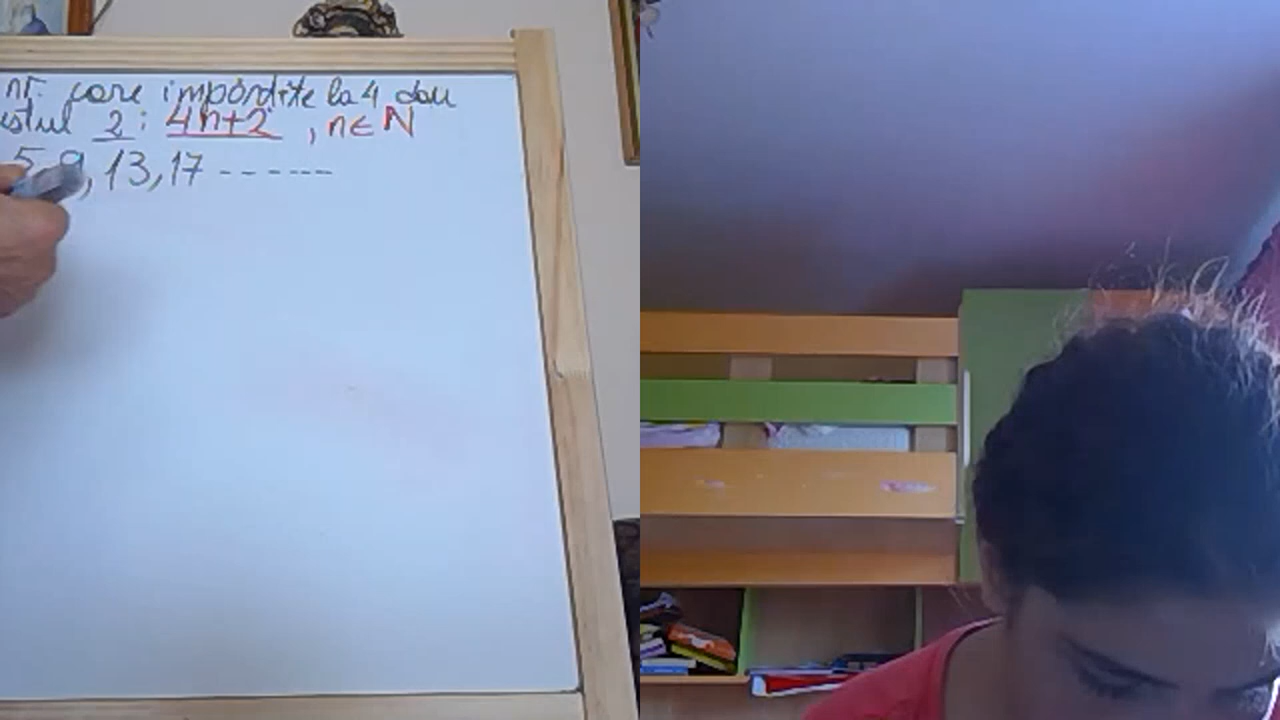 nr. care împărțite la 4 dau
restul 2 : 4n+2 , n∈N
5, 9, 13, 17 ------